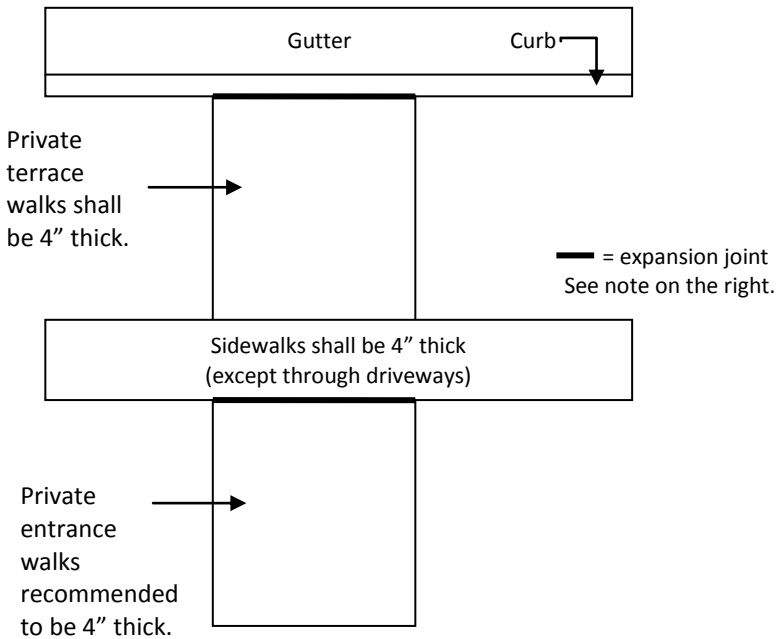 Gutter
Curb
Private
terrace
walks shall
be 4” thick.
= expansion joint
See note on the right.
Sidewalks shall be 4” thick
(except through driveways)
Private
entrance
walks
recommended
to be 4” thick.